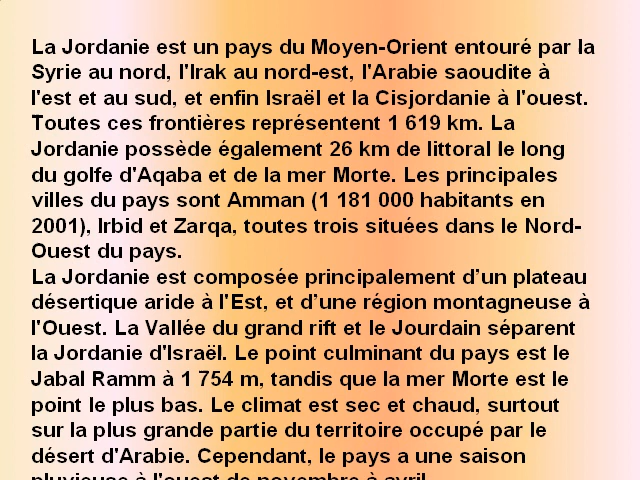 La Jordanie est un pays du Moyen-Orient entouré par la
Syrie au nord, l'Irak au nord-est, l'Arabie saoudite à
l'est et au sud, et enfin Israël et la Cisjordanie à l'ouest.
Toutes ces frontières représentent 1 619 km. La
Jordanie possède également 26 km de littoral le long
du golfe d'Aqaba et de la mer Morte. Les principales
villes du pays sont Amman (1 181 000 habitants en
2001), Irbid et Zarqa, toutes trois situées dans le Nord-
Ouest du pays.
La Jordanie est composée principalement d’un plateau
désertique aride à l'Est, et d’une région montagneuse à
l'Ouest. La Vallée du grand rift et le Jourdain séparent
la Jordanie d'Israël. Le point culminant du pays est le
Jabal Ramm à 1 754 m, tandis que la mer Morte est le
point le plus bas. Le climat est sec et chaud, surtout
sur la plus grande partie du territoire occupé par le
désert d'Arabie. Cependant, le pays a une saison
pluvieuse à l'ouest de novembre à avril